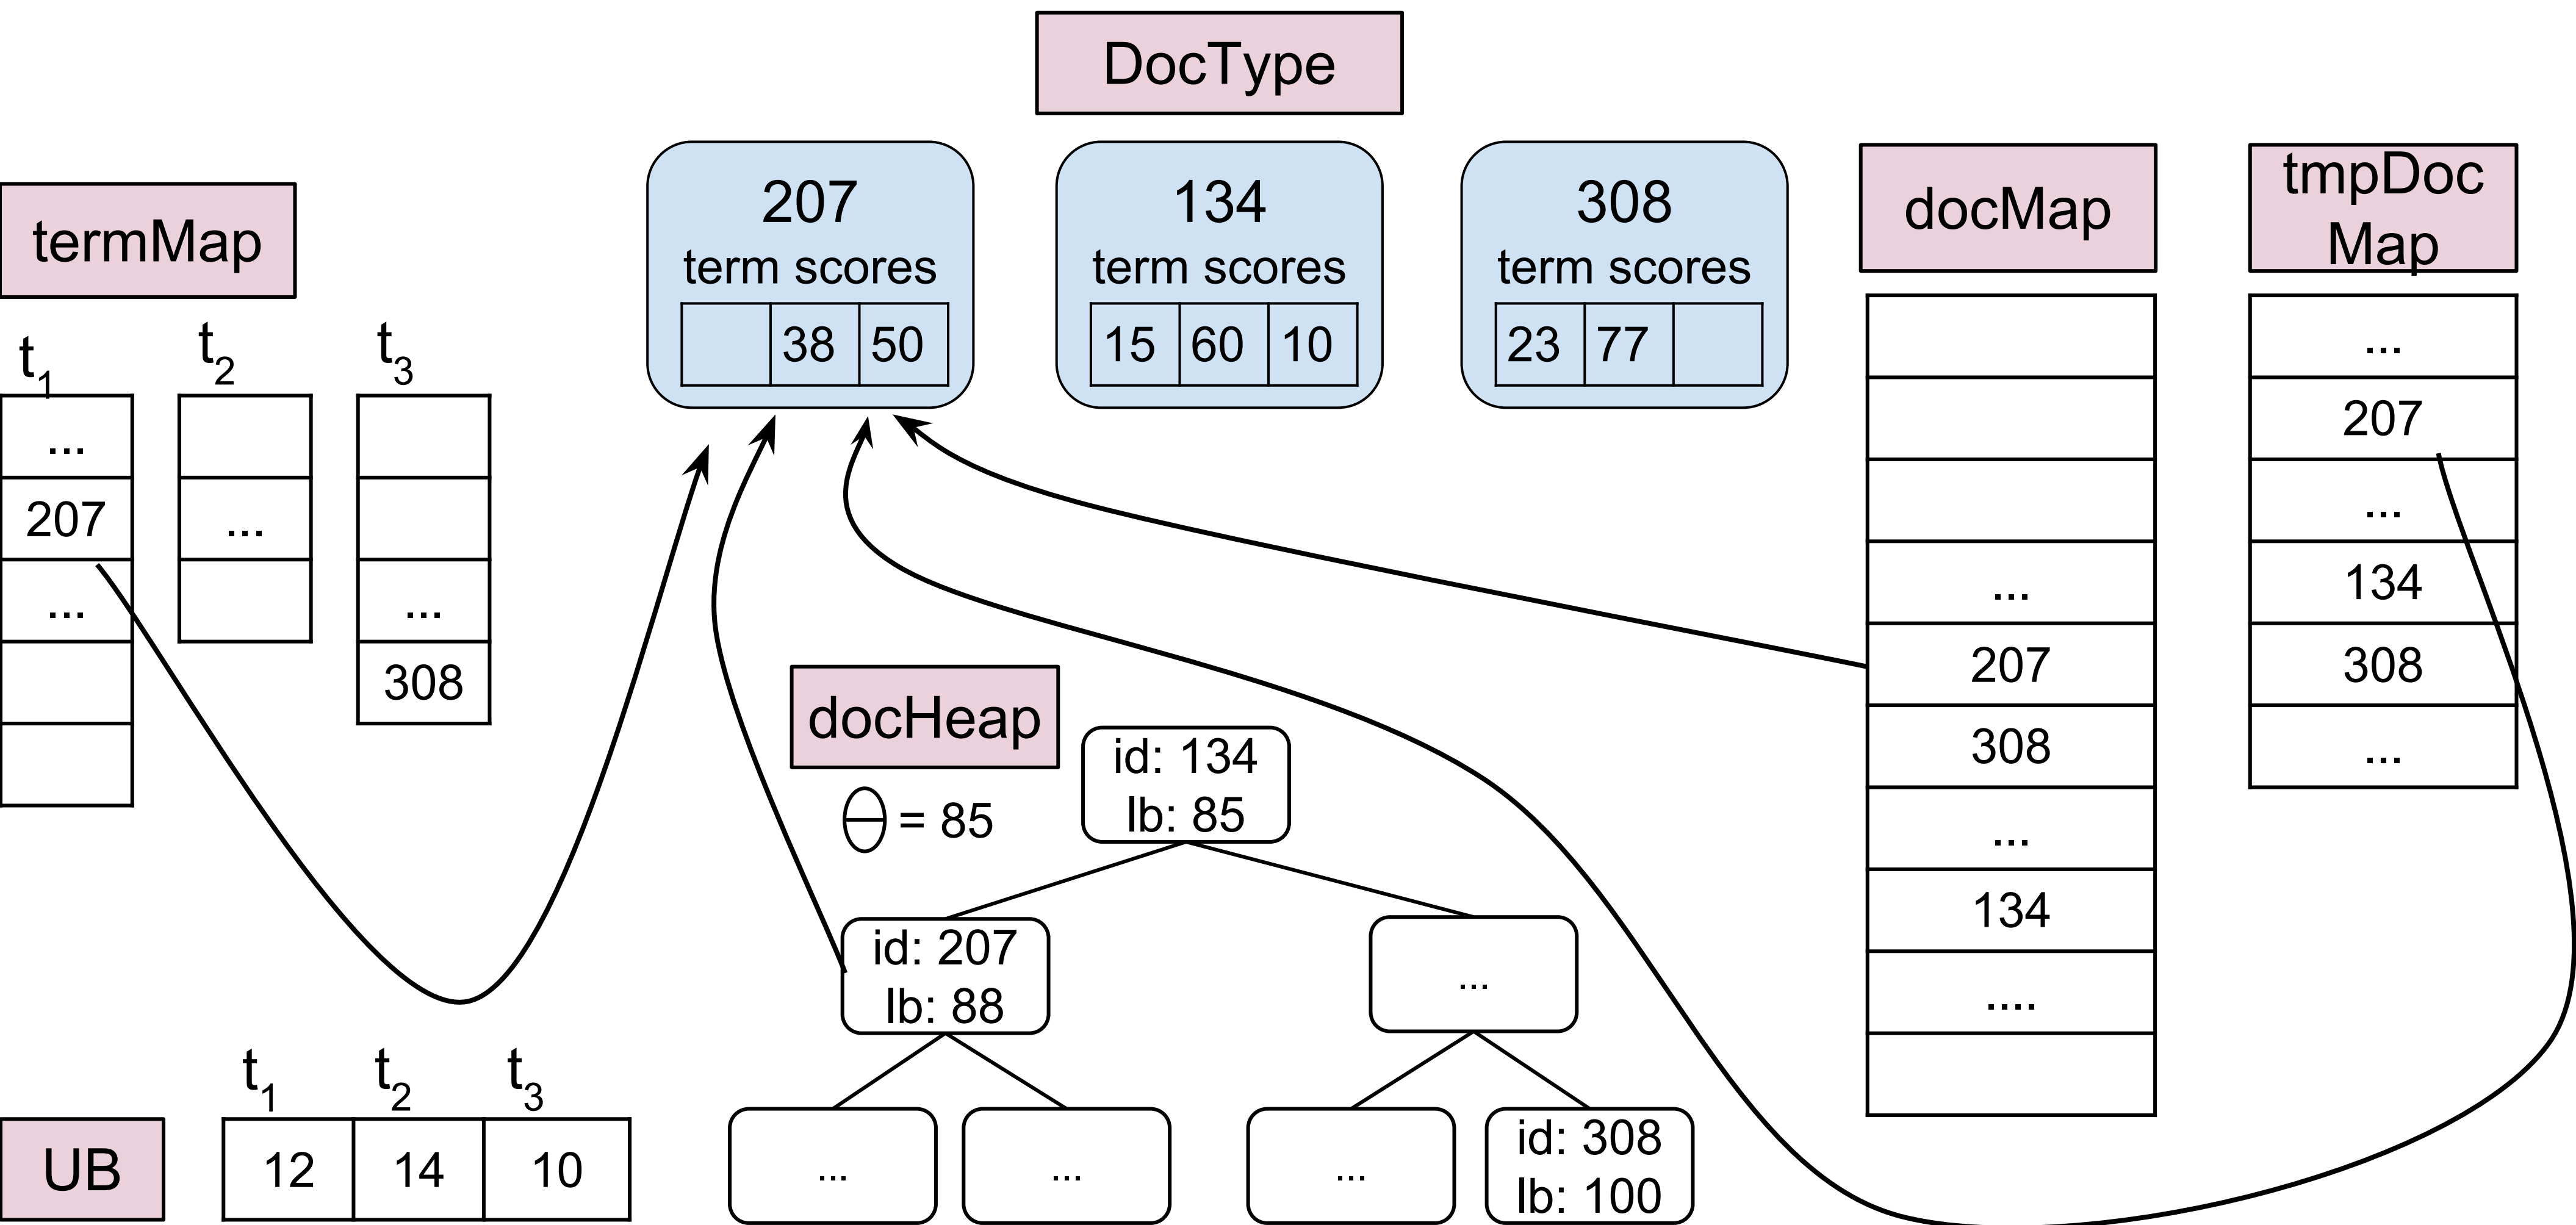 DocType
termMap
t1
t2
t3
...
207
...
...
...
308
207
term scores
38 50
134
term scores
15 60 10
308
term scores
23 77
docMap
...
207
308
...
134
....
tmpDoc
Map
...
207
...
134
308
...
docHeap
Θ = 85
id: 134
lb: 85
id: 207
lb: 88
...
...
...
...
id: 308
lb: 100
UB
t1 t2 t3
12 14 10